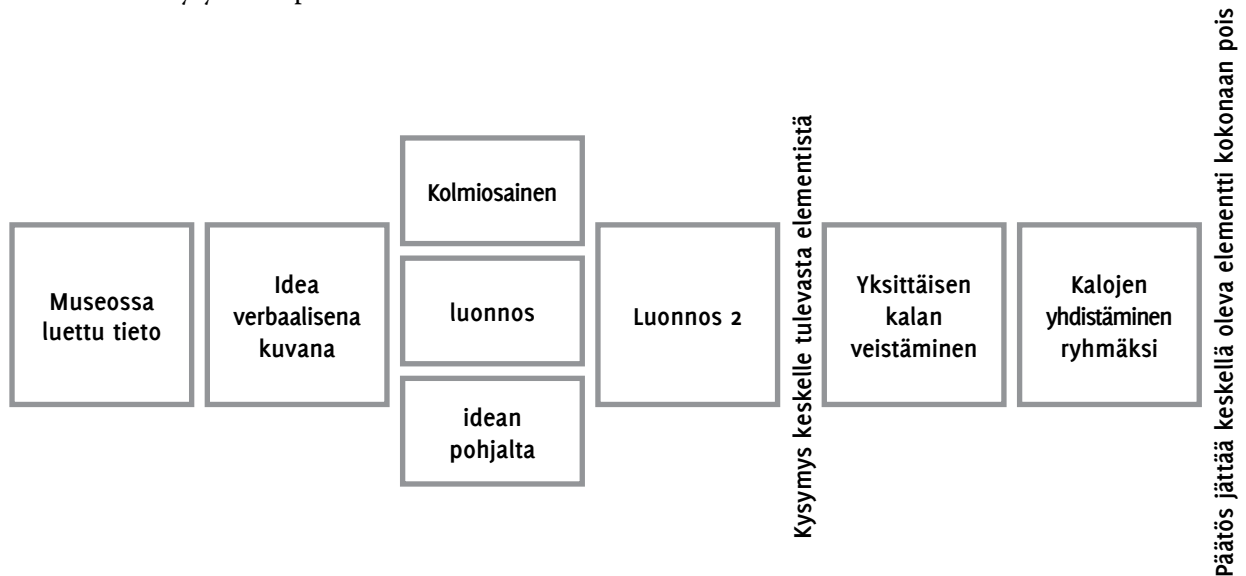 Museossa
luettu tieto
Idea
verbaalisena
kuvana
Kolmiosainen
luonnos
idean
pohjalta
Luonnos 2
Kysymys keskelle tulevasta elementistä
Yksittäisen
kalan
veistäminen
Kalojen
yhdistäminen
ryhmäksi
Päätös jättää keskellä oleva elementti kokonaan pois